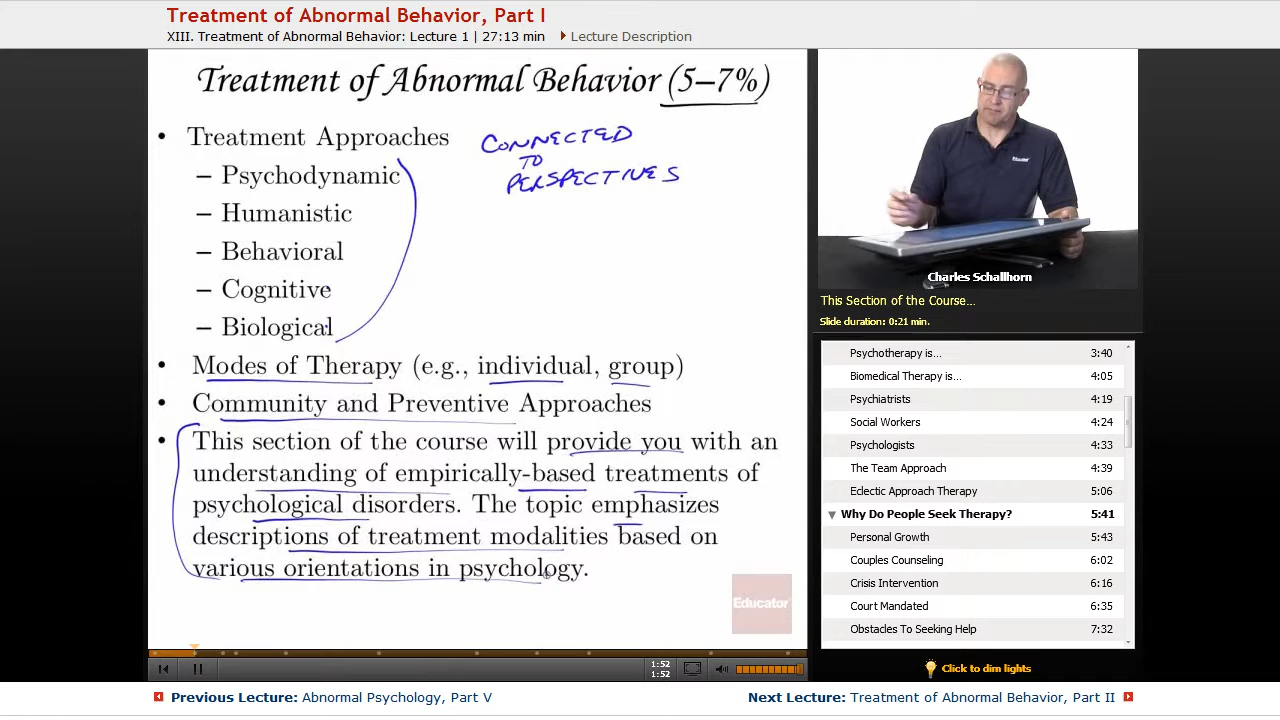 Treatment of Abnormal Behavior, Part I
XIII. Treatment of Abnormal Behavior: Lecture 1 | 27:13 min
Lecture Description
Treatment of Abnormal Behavior (5–7%)
• Treatment Approaches
– Psychodynamic
– Humanistic
– Behavioral
– Cognitive
– Biological
CONNECTED
TO
PERSPECTIVES
• Modes of Therapy (e.g., individual, group)
• Community and Preventive Approaches
• This section of the course will provide you with an
understanding of empirically-based treatments of
psychological disorders. The topic emphasizes
descriptions of treatment modalities based on
various orientations in psychology.
Educator
1:52
1:52
Educator
Charles Schallhorn
This Section of the Course...
Slide duration: 0:21 min.
Psychotherapy is... 3:40
Biomedical Therapy is... 4:05
Psychiatrists 4:19
Social Workers 4:24
Psychologists 4:33
The Team Approach 4:39
Eclectic Approach Therapy 5:06
Why Do People Seek Therapy? 5:41
Personal Growth 5:43
Couples Counseling 6:02
Crisis Intervention 6:16
Court Mandated 6:35
Obstacles To Seeking Help 7:32
Click to dim lights
Previous Lecture: Abnormal Psychology, Part V
Next Lecture: Treatment of Abnormal Behavior, Part II